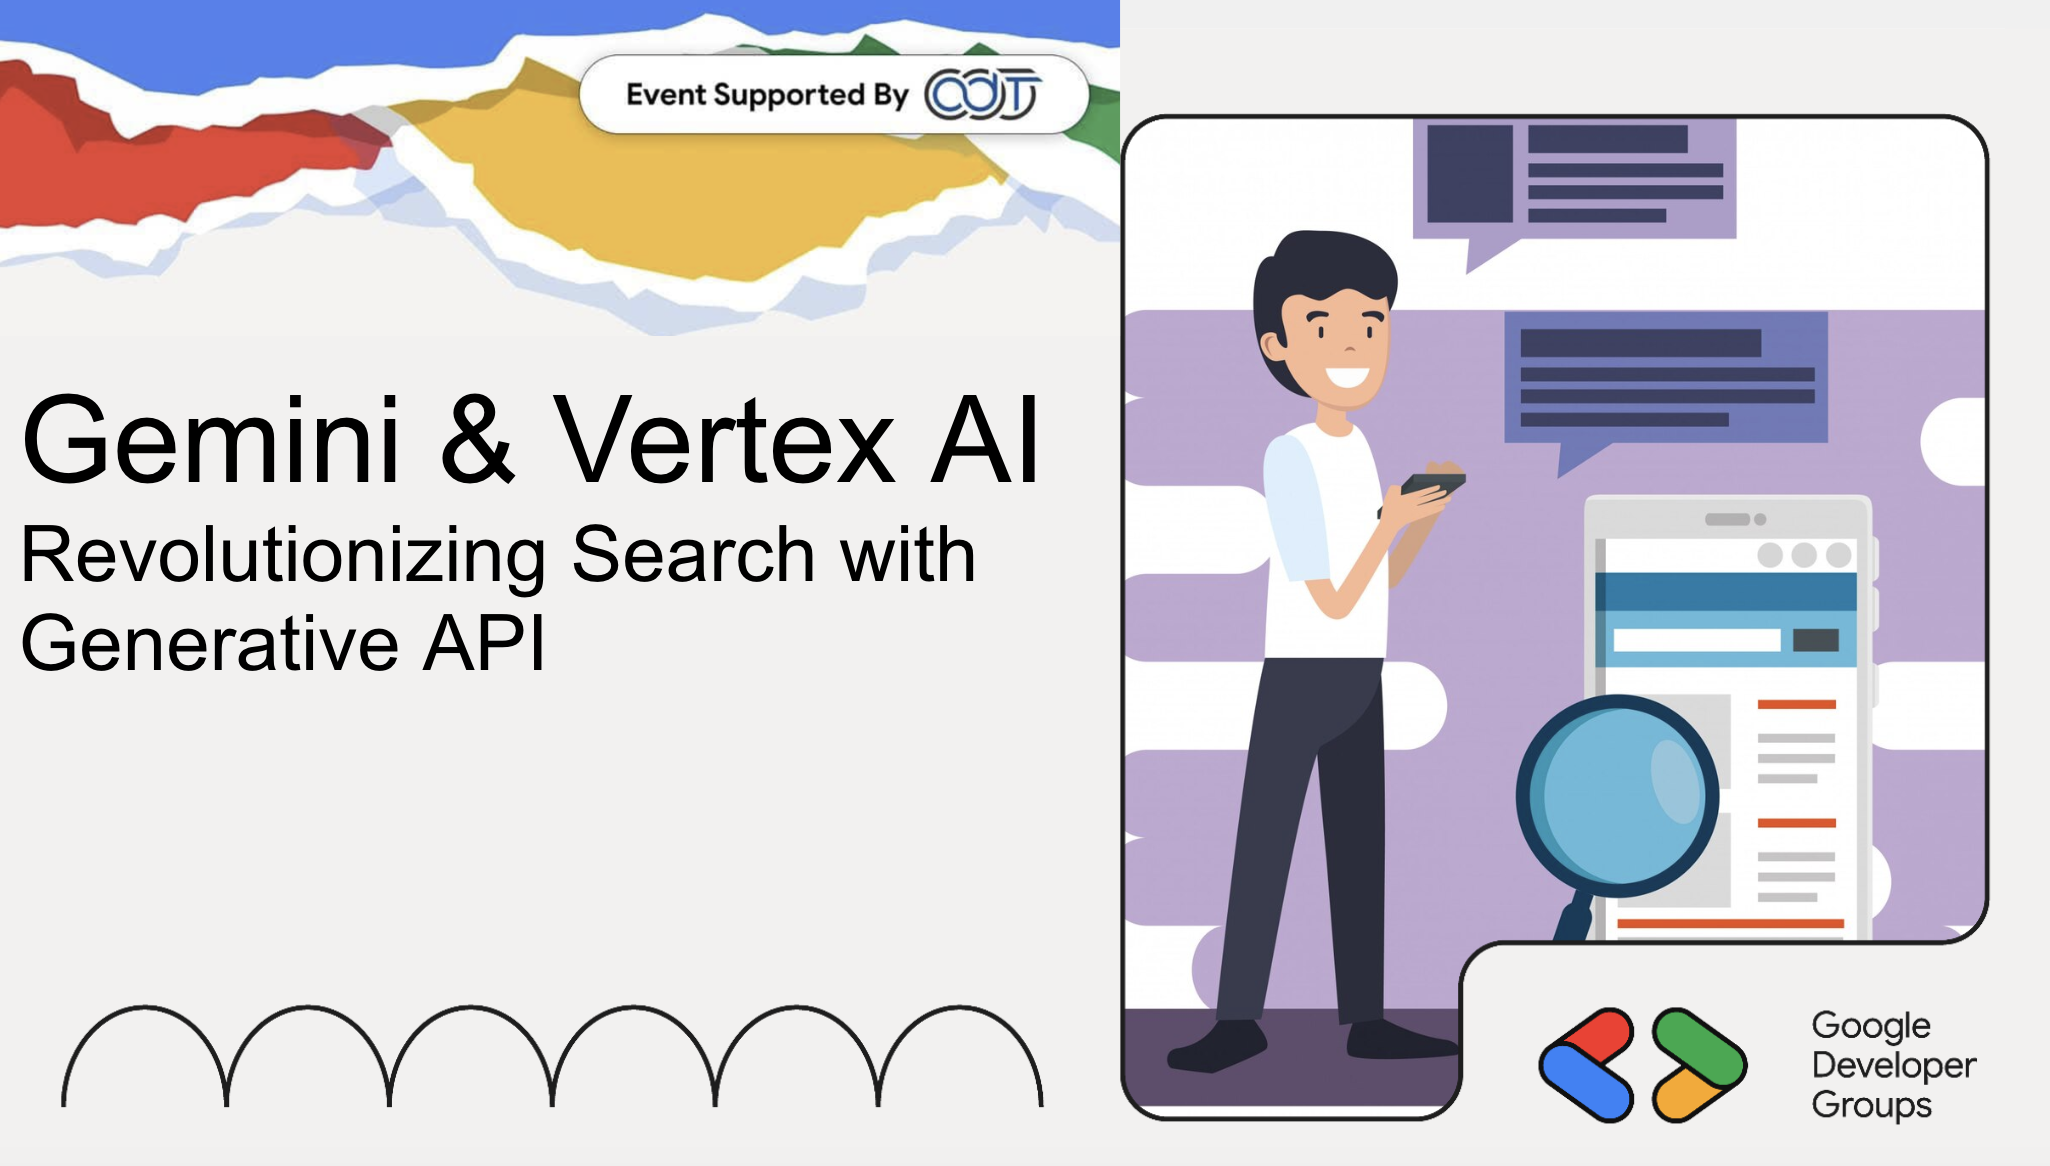 Event Supported By
Gemini & Vertex AI
Revolutionizing Search with
Generative API
Google
Developer
Groups